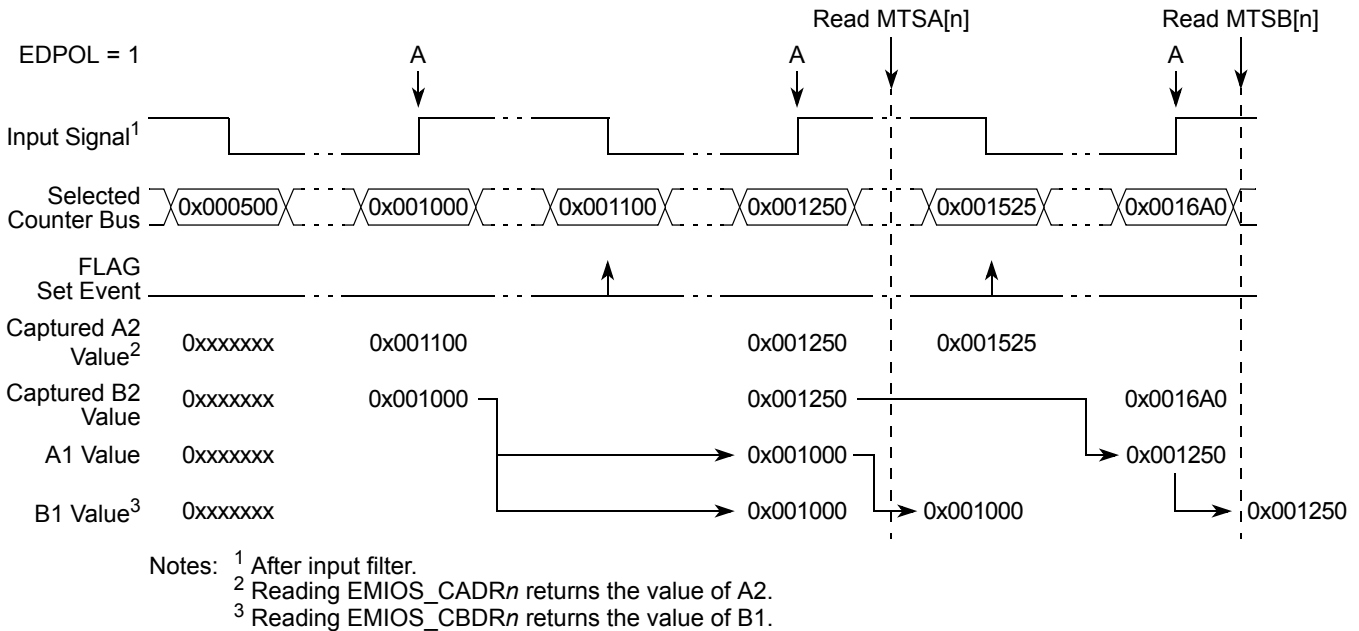 Read MTSA[n] Read MTSB[n]
EDPOL = 1 A A A
Input Signal1
Selected
Counter Bus 0x000500 0x001000 0x001100 0x001250 0x001525 0x0016A0
FLAG
Set Event
Captured A2
Value2 0xxxxxxx 0x001100 0x001250 0x001525
Captured B2
Value 0xxxxxxx 0x001000 0x001250 0x0016A0
A1 Value 0xxxxxxx 0x001000 0x001250
B1 Value3 0xxxxxxx 0x001000 0x001000 0x001250
Notes: 1 After input filter.
2 Reading EMIOS_CADRn returns the value of A2.
3 Reading EMIOS_CBDRn returns the value of B1.